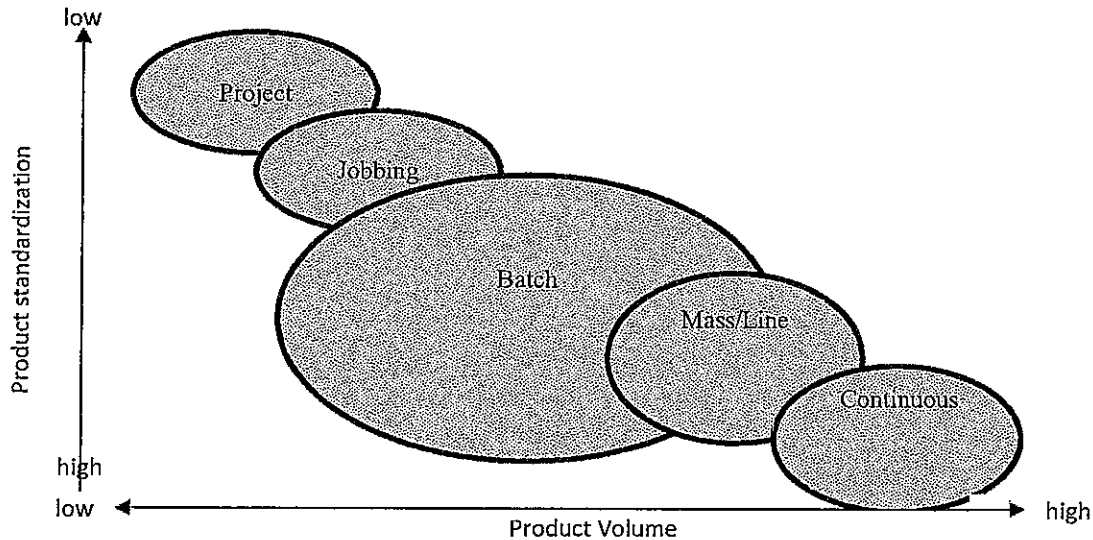 low
Project
Jobbing
Batch
Mass/Line
Continuous
Product standardization
high
low
high
Product Volume